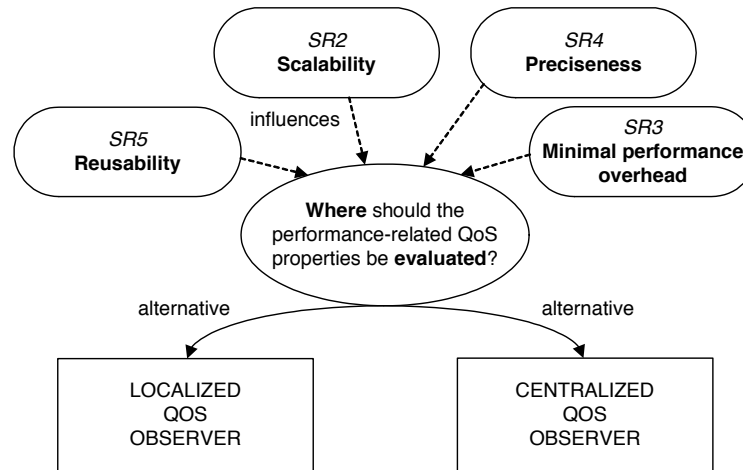 SR2
Scalability
SR4
Preciseness
influences
SR5
Reusability
SR3
Minimal performance
overhead
Where should the
performance-related QoS
properties be evaluated?
alternative
alternative
LOCALIZED
QOS
OBSERVER
CENTRALIZED
QOS
OBSERVER